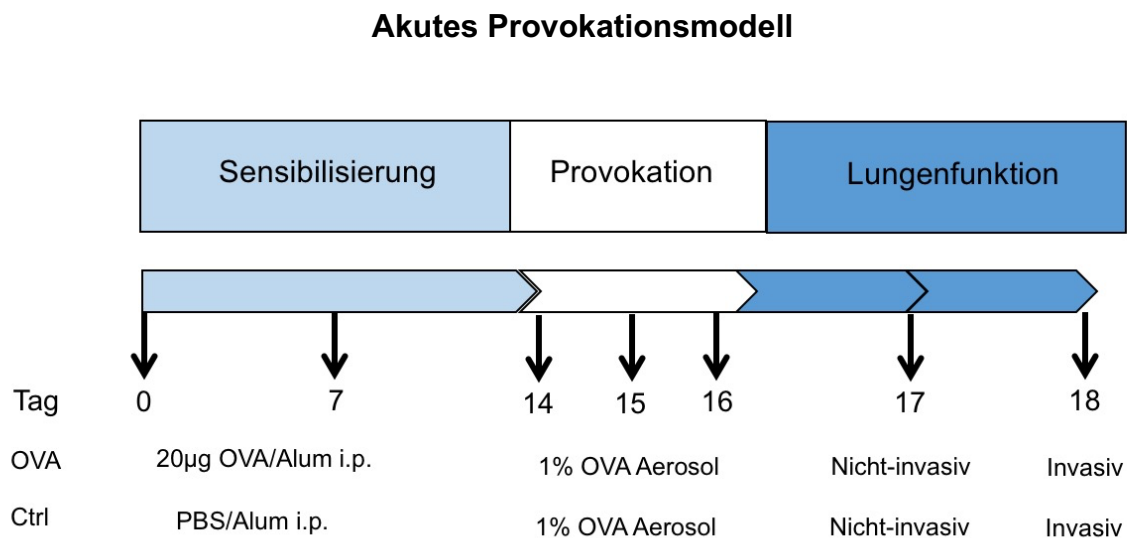 Akutes Provokationsmodell
Sensibilisierung Provokation Lungenfunktion
Tag 0 7 14 15 16 17 18
OVA 20µg OVA/Alum i.p. 1% OVA Aerosol Nicht-invasiv Invasiv
Ctrl PBS/Alum i.p. 1% OVA Aerosol Nicht-invasiv Invasiv